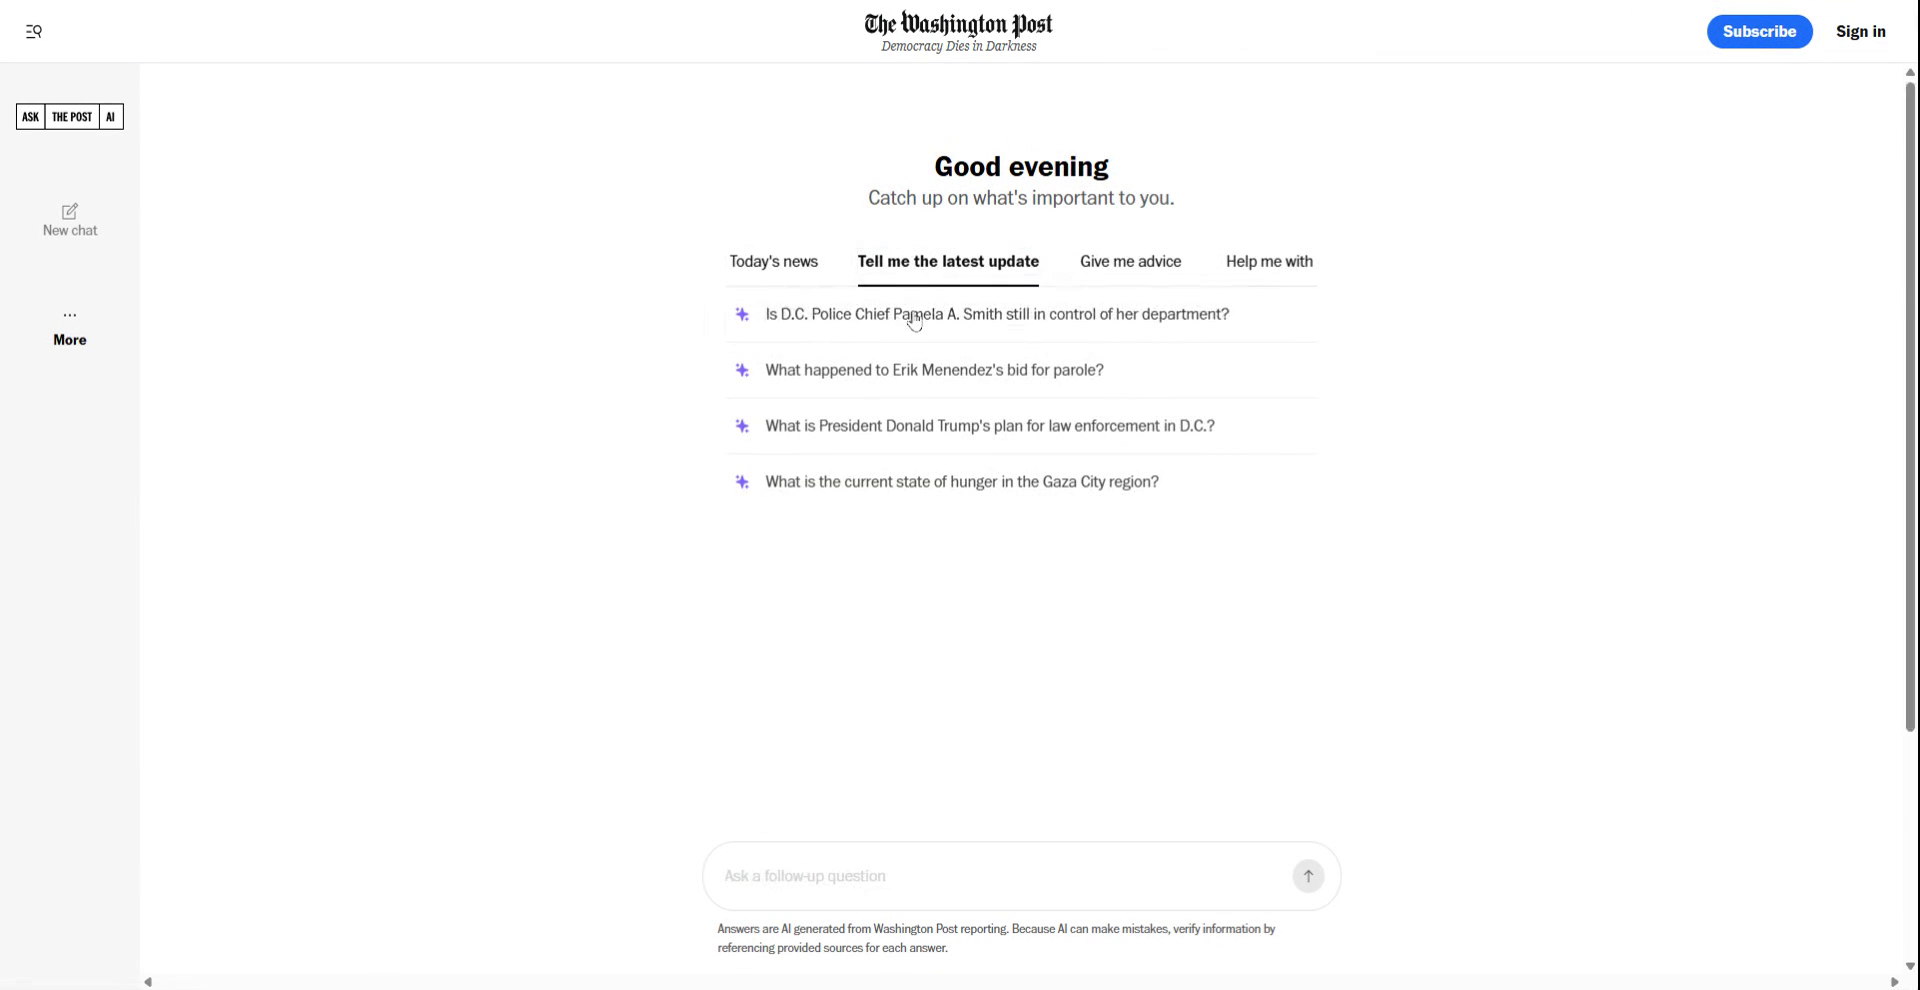 The Washington Post
Democracy Dies in Darkness
Subscribe
Sign in
ASK THE POST AI
New chat
...
More
Good evening
Catch up on what's important to you.
Today's news
Tell me the latest update
Give me advice
Help me with
Is D.C. Police Chief Pamela A. Smith still in control of her department?
What happened to Erik Menendez's bid for parole?
What is President Donald Trump's plan for law enforcement in D.C.?
What is the current state of hunger in the Gaza City region?
Ask a follow-up question
Answers are AI generated from Washington Post reporting. Because AI can make mistakes, verify information by
referencing provided sources for each answer.